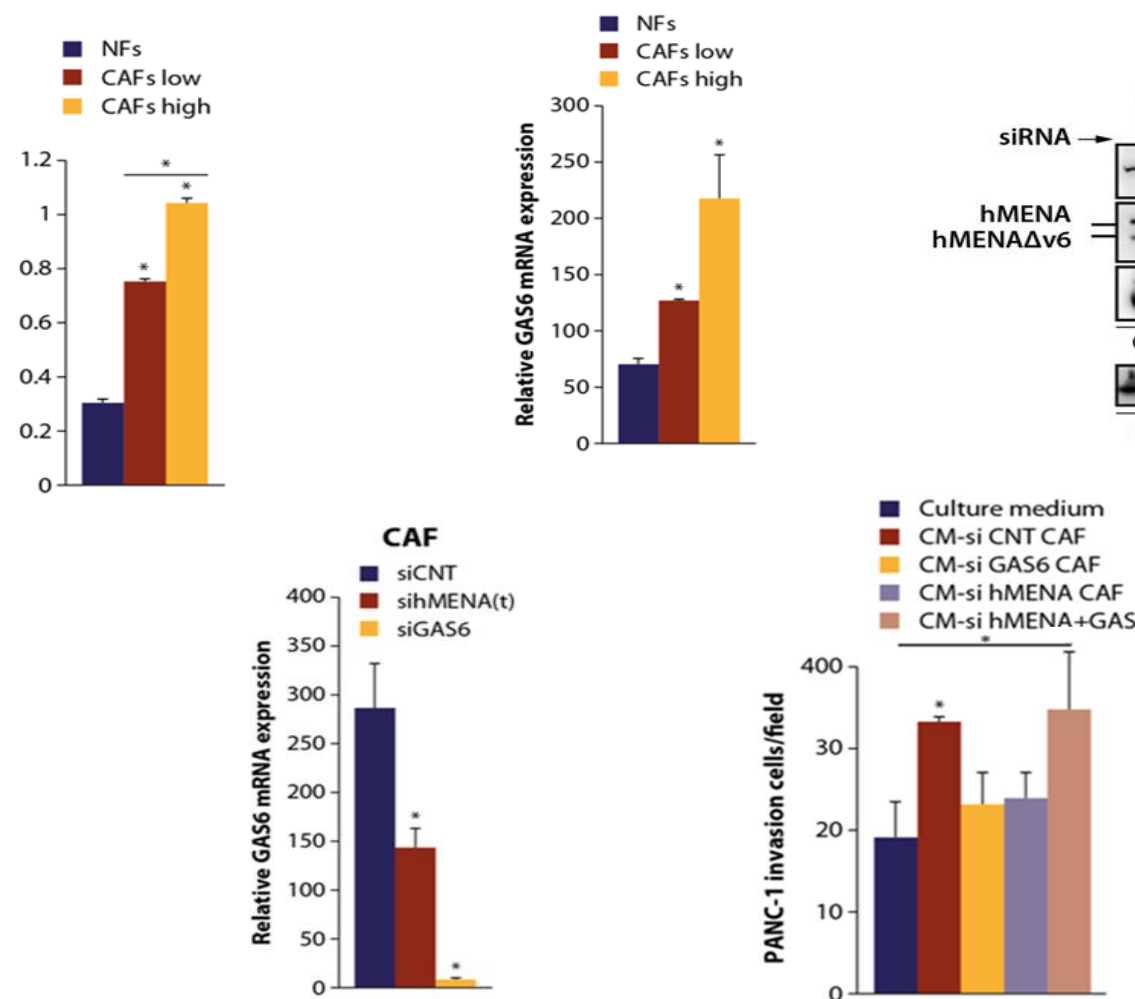 NFs
CAFs low
CAFs high
1.2
1
0.8
0.6
0.4
0.2
0
*
*
*
NFs
CAFs low
CAFs high
Relative GAS6 mRNA expression
300
250
200
150
100
50
0
*
*
siRNA
hMENA
hMENAΔv6
CAF
siCNT
sihMENA(t)
siGAS6
Relative GAS6 mRNA expression
400
350
300
250
200
150
100
50
0
*
*
Culture medium
CM-si CNT CAF
CM-si GAS6 CAF
CM-si hMENA CAF
CM-si hMENA+GAS
PANC-1 invasion cells/field
400
30
20
10
0
*
*